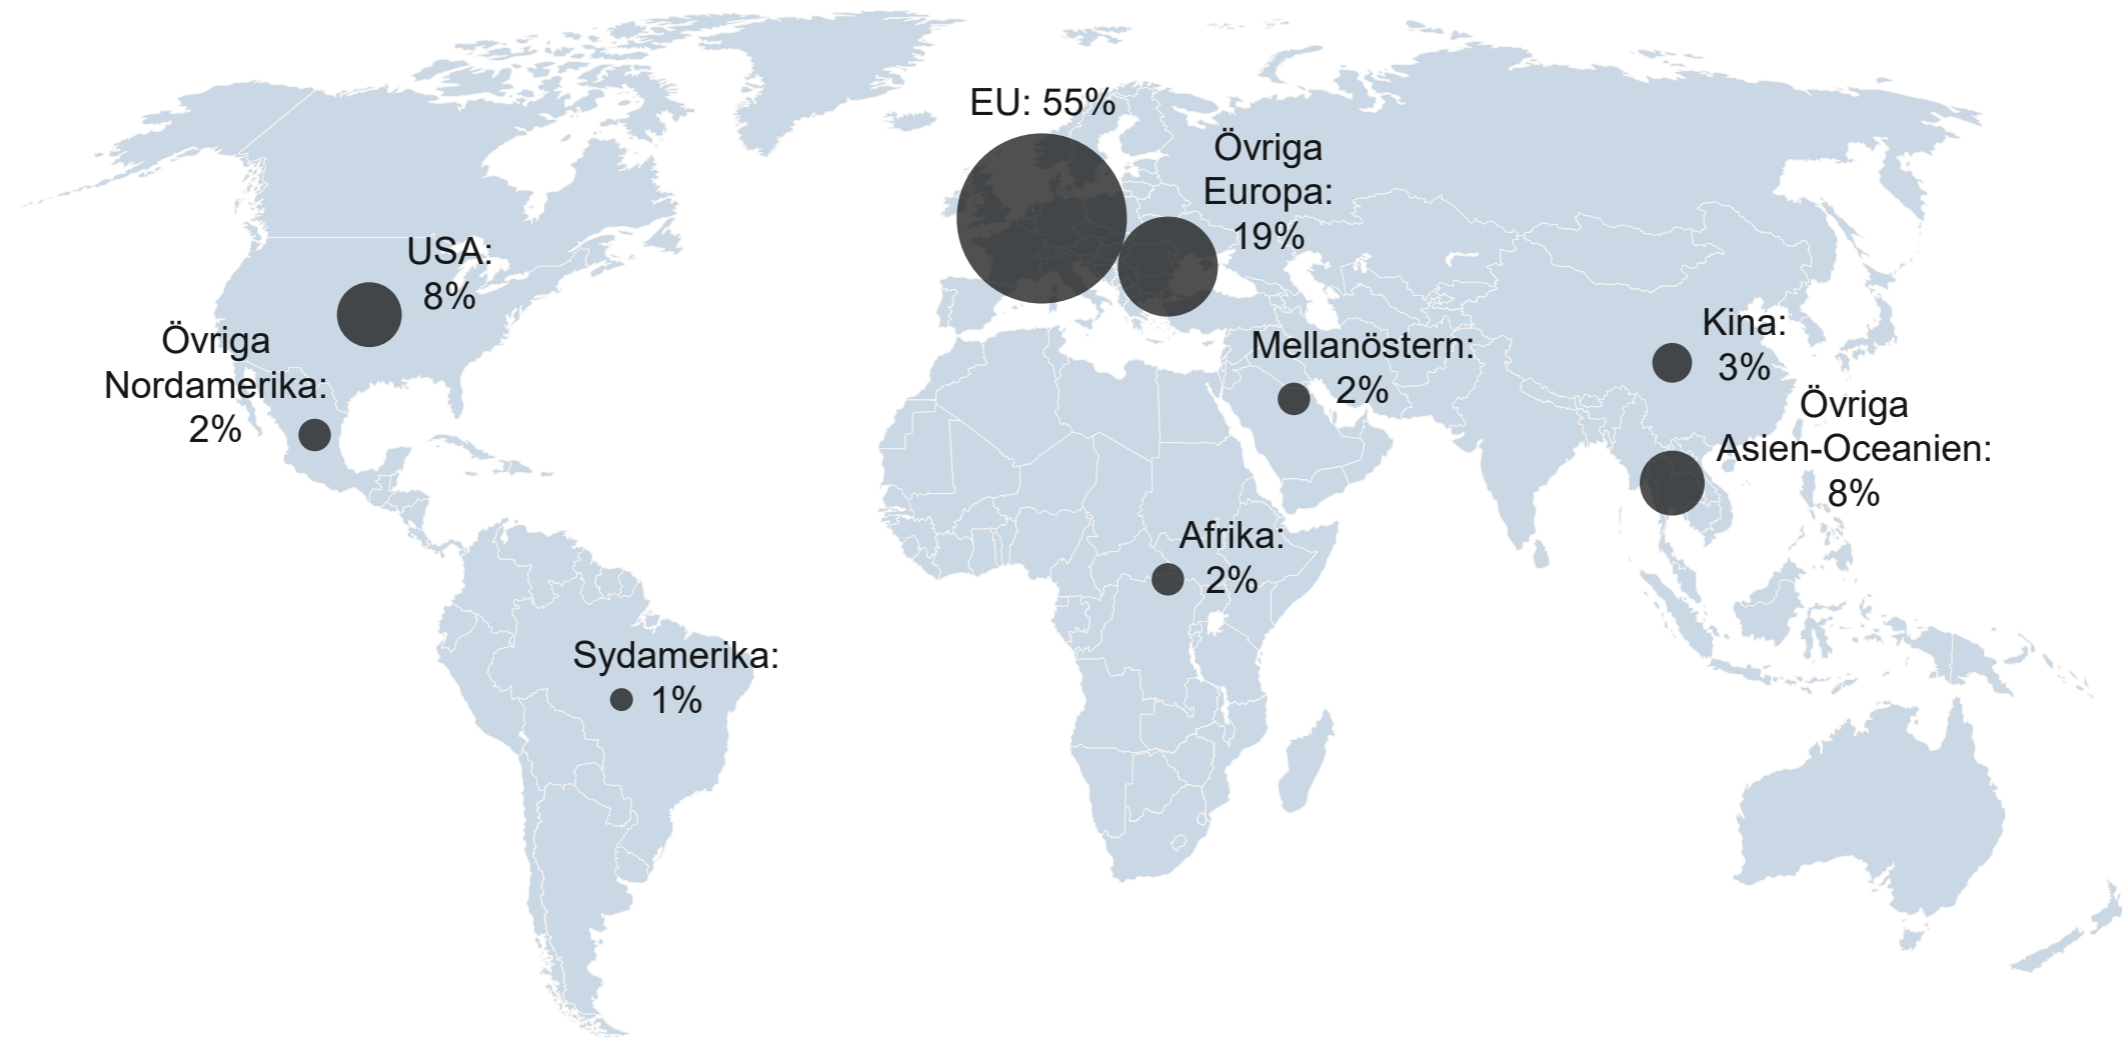 EU: 55%
Övriga
Europa:
19%
USA:
8%
Övriga
Nordamerika:
2%
Mellanöstern:
2%
Kina:
3%
Övriga
Asien-Oceanien:
8%
Afrika:
2%
Sydamerika:
1%